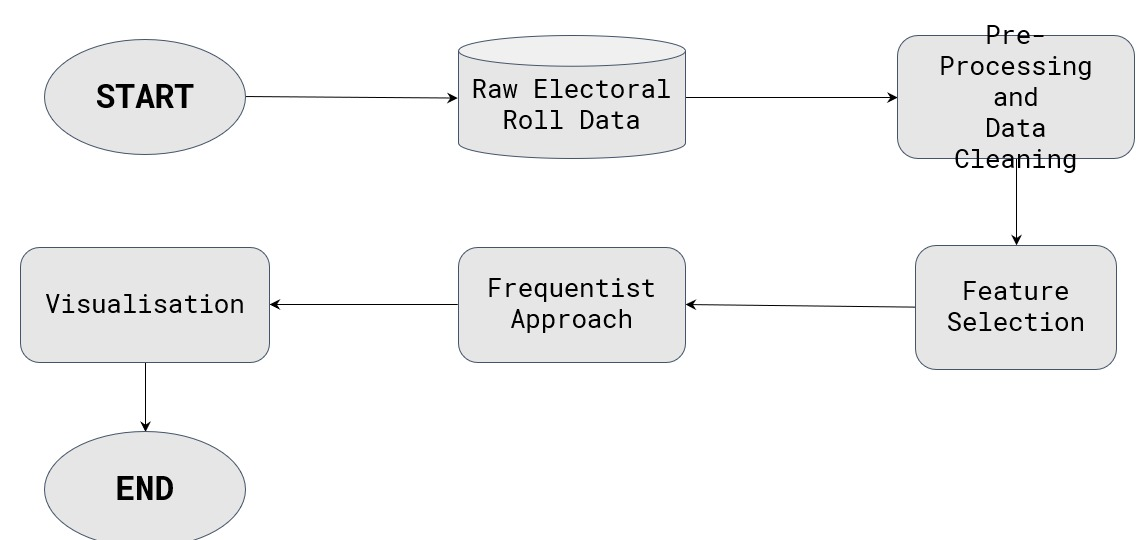 START
Raw Electoral
Roll Data
Pre-
Processing
and
Data
Cleaning
Feature
Selection
Frequentist
Approach
Visualisation
END